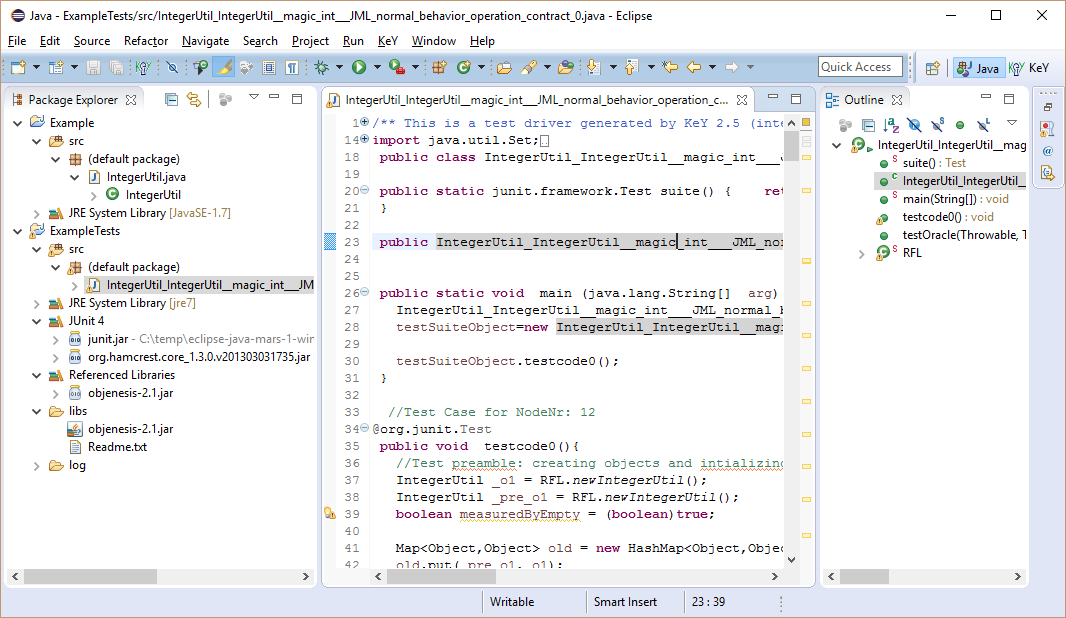 Java - ExampleTests/src/IntegerUtil_IntegerUtil__magic_int___JML_normal_behavior_operation_contract_0.java - Eclipse
File Edit Source Refactor Navigate Search Project Run KeY Window Help
Quick Access Java KeY
Package Explorer
Example
src
(default package)
IntegerUtil.java
IntegerUtil
JRE System Library [JavaSE-1.7]
ExampleTests
src
(default package)
IntegerUtil_IntegerUtil__magic_int___JM
JRE System Library [jre7]
JUnit 4
junit.jar - C:\temp\eclipse-java-mars-1-win
org.hamcrest.core_1.3.0.v201303031735.jar
Referenced Libraries
objenesis-2.1.jar
libs
objenesis-2.1.jar
Readme.txt
log
IntegerUtil_IntegerUtil__magic_int___JML_normal_behavior_operation_c...
1 /** This is a test driver generated by KeY 2.5 (inte
14 import java.util.Set;
18 public class IntegerUtil_IntegerUtil__magic_int___J
19
20 public static junit.framework.Test suite() { ret
21 }
22
23 public IntegerUtil_IntegerUtil__magic_int___JML_nor
24
25
26 public static void main (java.lang.String[] arg)
27 IntegerUtil_IntegerUtil__magic_int___JML_normal_b
28 testSuiteObject=new IntegerUtil_IntegerUtil__magi
29
30 testSuiteObject.testcode0();
31 }
32
33 //Test Case for NodeNr: 12
34 @org.junit.Test
35 public void testcode0(){
36 //Test preamble: creating objects and intializing
37 IntegerUtil _o1 = RFL.newIntegerUtil();
38 IntegerUtil _pre_o1 = RFL.newIntegerUtil();
39 boolean measuredByEmpty = (boolean)true;
40
41 Map<Object,Object> old = new HashMap<Object,Objec
42 old.put(_pre_o1,_o1);
Outline
IntegerUtil_IntegerUtil__mag
suite() : Test
IntegerUtil_IntegerUtil_
main(String[]) : void
testcode0() : void
testOracle(Throwable, T
RFL
Writable Smart Insert 23 : 39